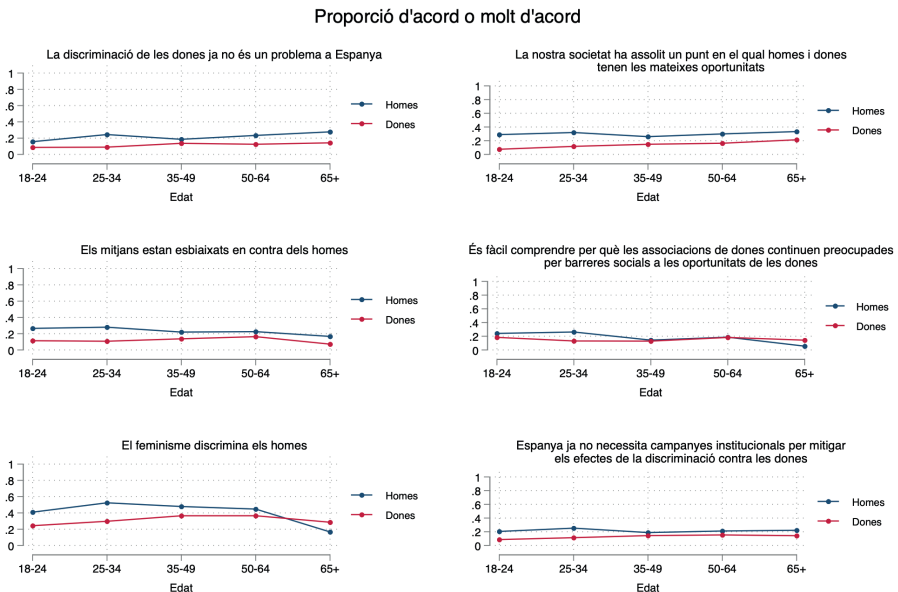 Proporció d'acord o molt d'acord
La discriminació de les dones ja no és un problema a Espanya
1
.8
.6
.4
.2
0
18-24 25-34 35-49 50-64 65+
Edat
Homes
Dones
La nostra societat ha assolit un punt en el qual homes i dones
tenen les mateixes oportunitats
1
.8
.6
.4
.2
0
18-24 25-34 35-49 50-64 65+
Edat
Homes
Dones
Els mitjans estan esbiaixats en contra dels homes
1
.8
.6
.4
.2
0
18-24 25-34 35-49 50-64 65+
Edat
Homes
Dones
És fàcil comprendre per què les associacions de dones continuen preocupades
per barreres socials a les oportunitats de les dones
1
.8
.6
.4
.2
0
18-24 25-34 35-49 50-64 65+
Edat
Homes
Dones
El feminisme discrimina els homes
1
.8
.6
.4
.2
0
18-24 25-34 35-49 50-64 65+
Edat
Homes
Dones
Espanya ja no necessita campanyes institucionals per mitigar
els efectes de la discriminació contra les dones
1
.8
.6
.4
.2
0
18-24 25-34 35-49 50-64 65+
Edat
Homes
Dones